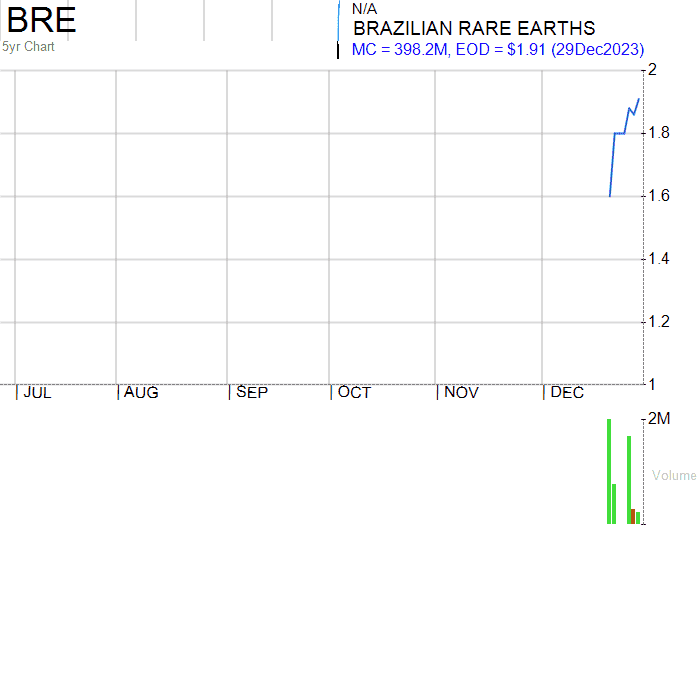 BRE
5yr Chart
N/A
BRAZILIAN RARE EARTHS
MC = 398.2M, EOD = $1.91 (29Dec2023)
2
1.8
1.6
1.4
1.2
1
| JUL | AUG | SEP | OCT | NOV | DEC
2M
Volume